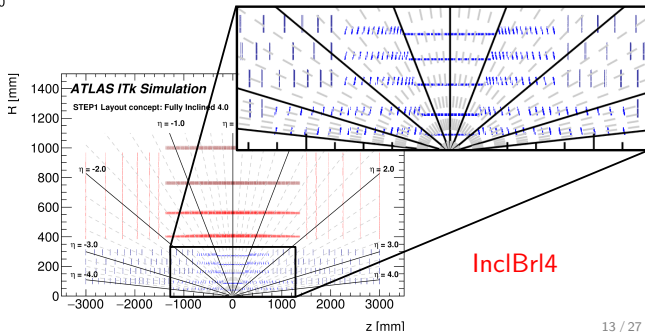 R [mm]
ATLAS ITk Simulation
STEP1 Layout concept: Fully Inclined 4.0
1400
1200
1000
800
600
400
200
0
η = -1.0
η =
η = -2.0
2.0
η = -3.0
η = 3.0
η = -4.0
η = 4.0
−3000 −2000 −1000 0 1000 2000 3000
z [mm]
InclBrl4
13 / 27